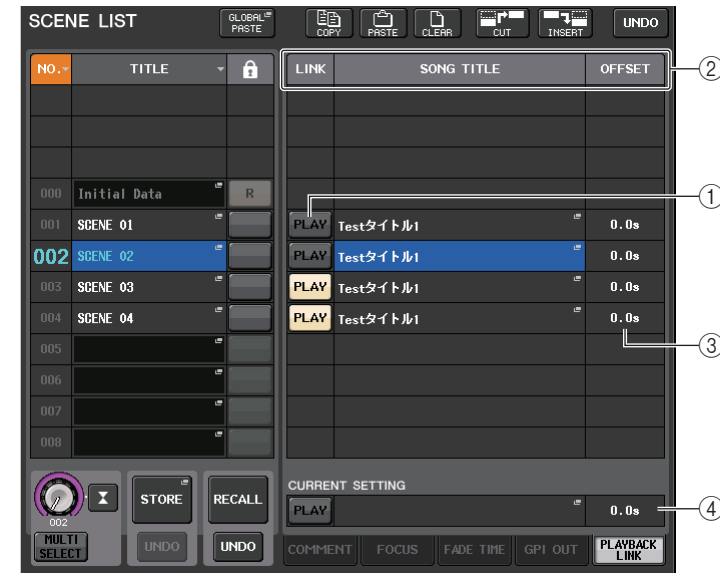 SCENE LIST GLOBAL PASTE COPY PASTE CLEAR CUT INSERT UNDO
NO. TITLE LINK SONG TITLE OFFSET ②
000 Initial Data R ①
001 SCENE 01 PLAY Testタイトル1 0.0s
002 SCENE 02 PLAY Testタイトル1 0.0s
003 SCENE 03 PLAY Testタイトル1 0.0s
004 SCENE 04 PLAY Testタイトル1 0.0s
005 ③
006
007
008
CURRENT SETTING
002 STORE RECALL PLAY 0.0s ④
MULTI SELECT UNDO UNDO COMMENT FOCUS FADE TIME GPI OUT PLAYBACK LINK